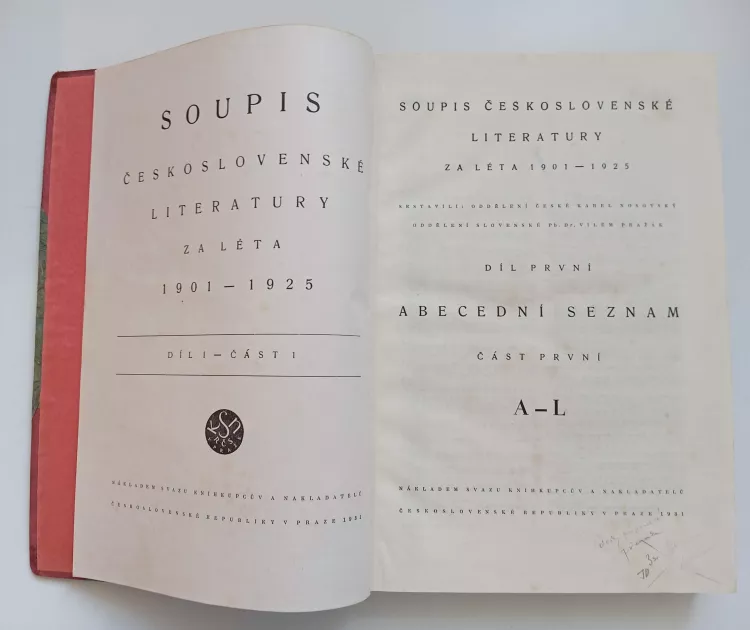 SOUPIS
ČESKOSLOVENSKÉ
LITERATURY
ZA LÉTA
1901—1925
DÍL I — ČÁST I
NÁKLADEM SVAZU KNIHKUPCŮV A NAKLADATELŮ
ČESKOSLOVENSKÉ REPUBLIKY V PRAZE 1931
SOUPIS ČESKOSLOVENSKÉ
LITERATURY
ZA LÉTA 1901—1925
SESTAVILI: ODDĚLENÍ ČESKÉ KAREL NOSOVSKÝ
ODDĚLENÍ SLOVENSKÉ Ph. Dr. VILÉM PRAŽÁK
DÍL PRVNÍ
ABECEDNÍ SEZNAM
ČÁST PRVNÍ
A–L
NÁKLADEM SVAZU KNIHKUPCŮV A NAKLADATELŮ
ČESKOSLOVENSKÉ REPUBLIKY V PRAZE 1931